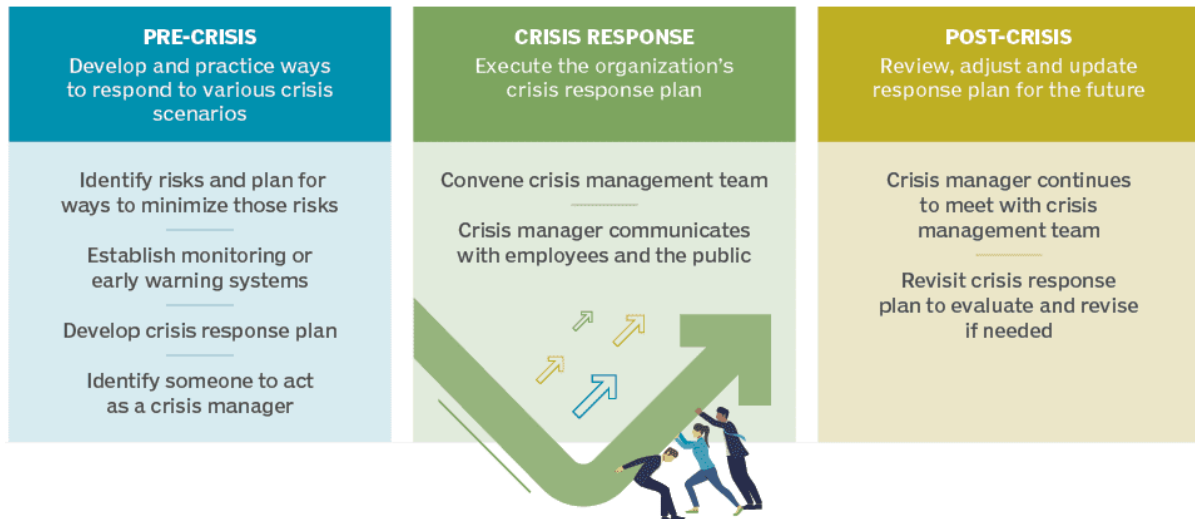 PRE-CRISIS
Develop and practice ways
to respond to various crisis
scenarios
Identify risks and plan for
ways to minimize those risks
Establish monitoring or
early warning systems
Develop crisis response plan
Identify someone to act
as a crisis manager
CRISIS RESPONSE
Execute the organization's
crisis response plan
Convene crisis management team
Crisis manager communicates
with employees and the public
POST-CRISIS
Review, adjust and update
response plan for the future
Crisis manager continues
to meet with crisis
management team
Revisit crisis response
plan to evaluate and revise
if needed